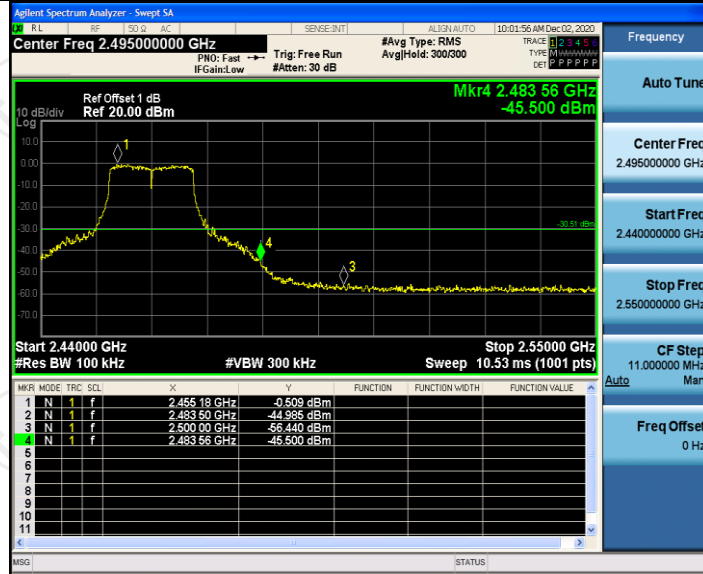 Agilent Spectrum Analyzer - Swept SA
RL RF 50 Ω AC SENSE:INT ALIGN AUTO 10:01:56 AM Dec 02, 2020
Center Freq 2.495000000 GHz
PNO: Fast
IFGain:Low
Trig: Free Run
#Atten: 30 dB
#Avg Type: RMS
Avg|Hold: 300/300
TRACE 1 2 3 4 5 6
TYPE M
DET P P P P P P
Mkr4 2.483 56 GHz
-45.500 dBm
Ref Offset 1 dB
10 dB/div Ref 20.00 dBm
Log
10.0
0.00
-10.0
-20.0
-30.0
-40.0
-50.0
-60.0
-70.0
1
4
3
-30.51 dBm
Start 2.44000 GHz Stop 2.55000 GHz
#Res BW 100 kHz #VBW 300 kHz Sweep 10.53 ms (1001 pts)
MKR MODE TRC SCL X Y FUNCTION FUNCTION WIDTH FUNCTION VALUE
1 N 1 f 2.455 18 GHz -0.509 dBm
2 N 1 f 2.483 50 GHz -44.985 dBm
3 N 1 f 2.500 00 GHz -56.440 dBm
4 N 1 f 2.483 56 GHz -45.500 dBm
5
6
7
8
9
10
11
MSG STATUS
Frequency
Auto Tune
Center Freq
2.495000000 GHz
Start Freq
2.440000000 GHz
Stop Freq
2.550000000 GHz
CF Step
11.000000 MHz
Auto Man
Freq Offset
0 Hz